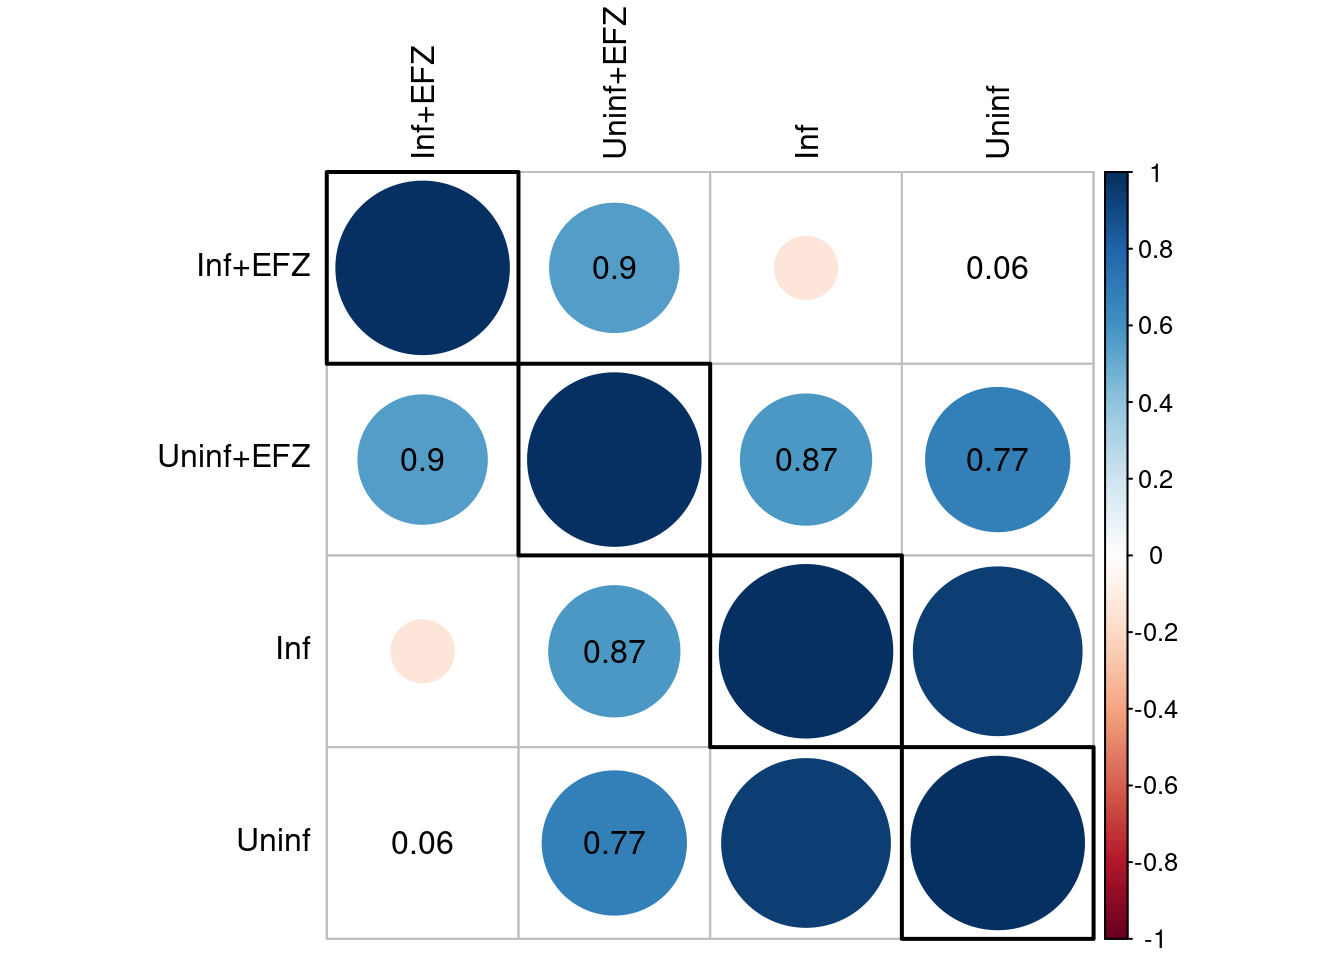 Inf+EFZ
Uninf+EFZ
Inf
Uninf
Inf+EFZ 0.9 0.06
Uninf+EFZ 0.9 0.87 0.77
Inf 0.87
Uninf 0.06 0.77
1
0.8
0.6
0.4
0.2
0
-0.2
-0.4
-0.6
-0.8
-1